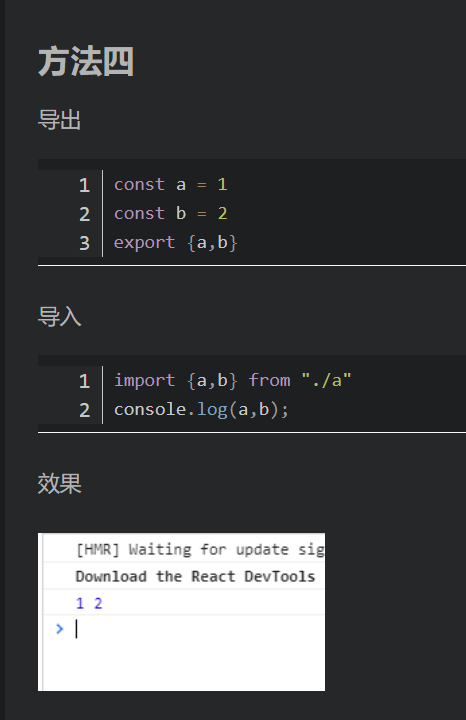 方法四
导出
1 const a = 1
2 const b = 2
3 export {a,b}
导入
1 import {a,b} from "./a"
2 console.log(a,b);
效果
[HMR] Waiting for update sig
Download the React DevTools
1 2
>